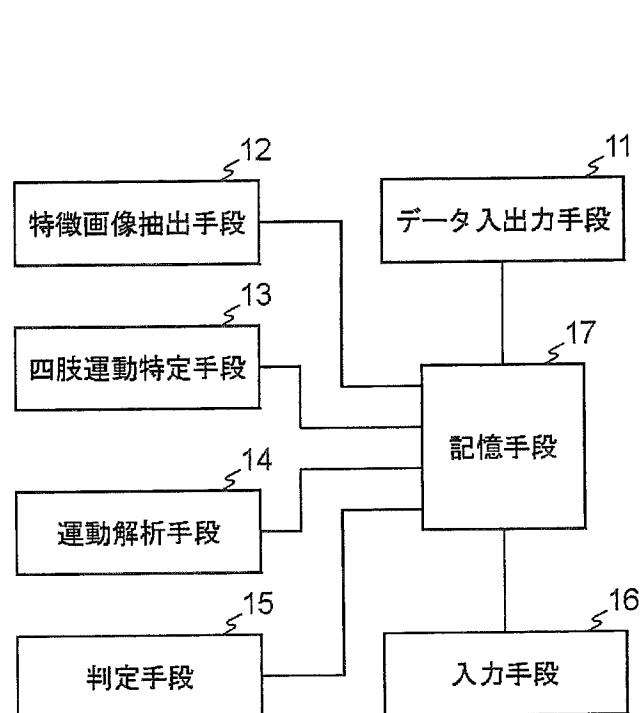 12
特徴画像抽出手段
11
データ入出力手段
13
四肢運動特定手段
17
記憶手段
14
運動解析手段
15
判定手段
16
入力手段